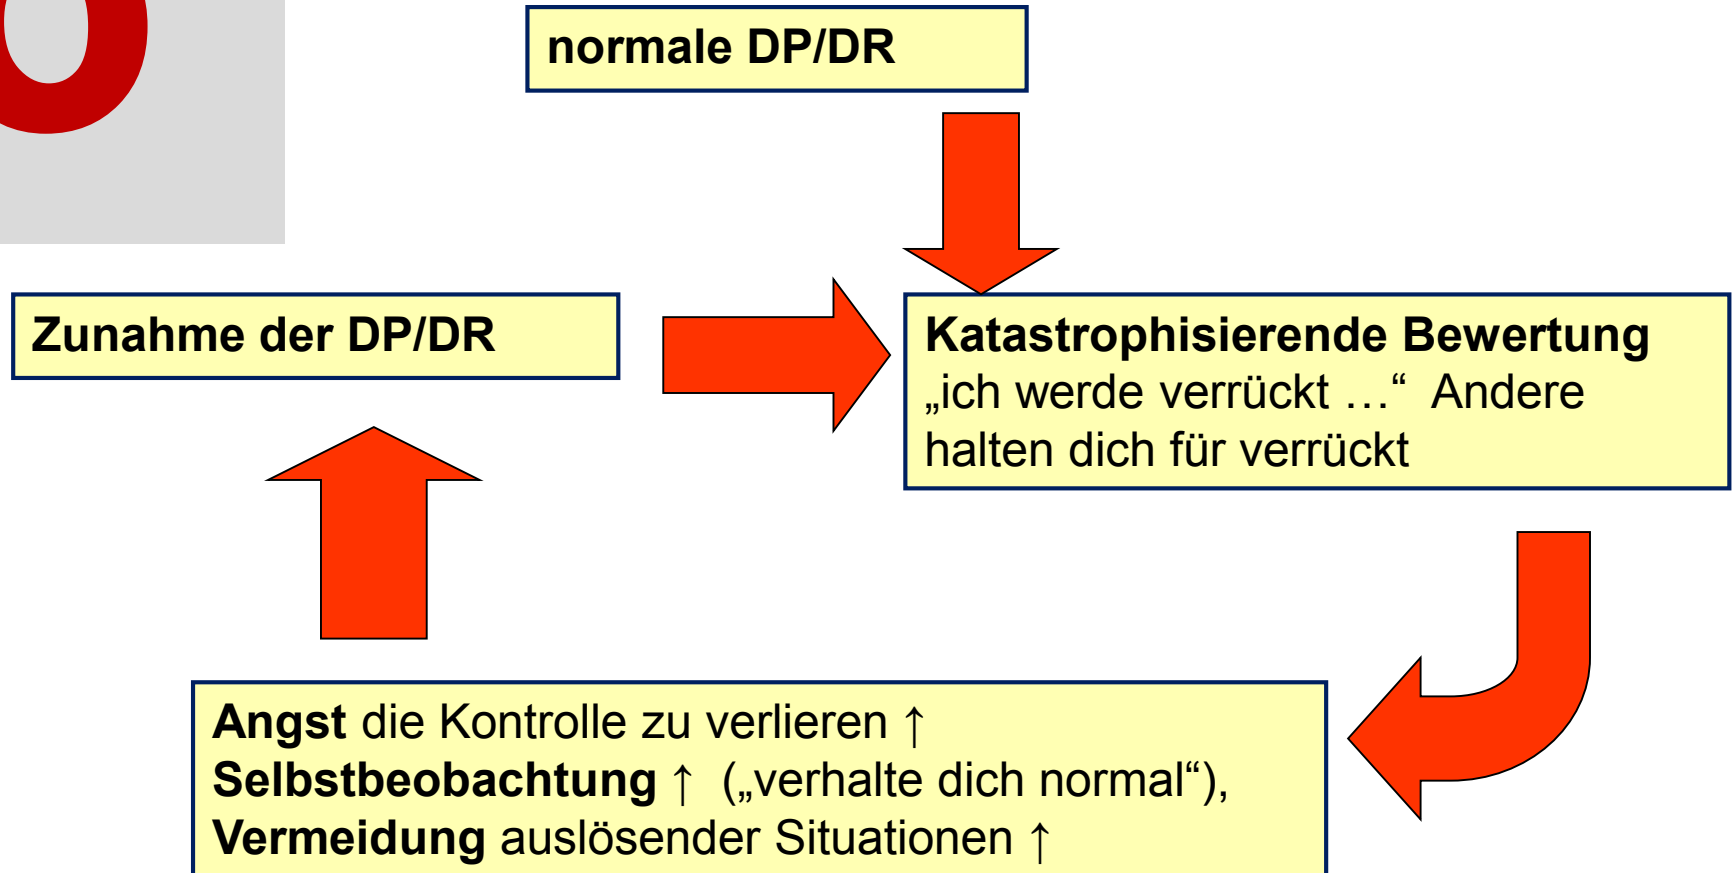 normale DP/DR
Zunahme der DP/DR
Katastrophisierende Bewertung
„ich werde verrückt …“ Andere
halten dich für verrückt
Angst die Kontrolle zu verlieren ↑
Selbstbeobachtung ↑ („verhalte dich normal“),
Vermeidung auslösender Situationen ↑